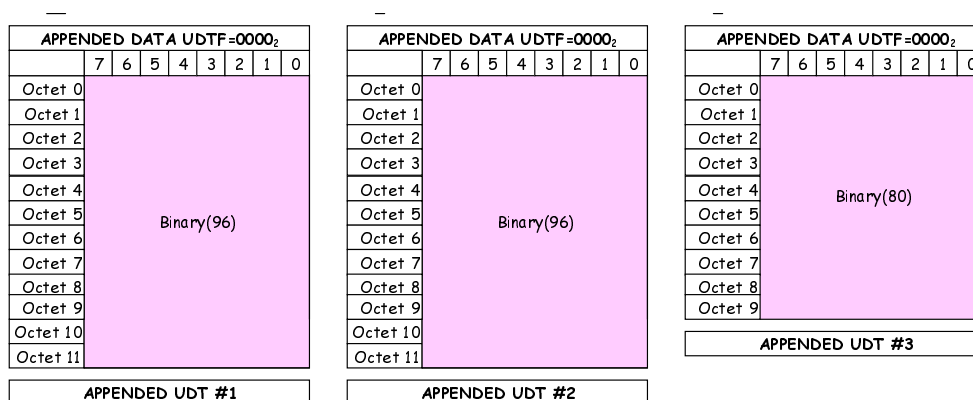 APPENDED DATA UDTF=0000₂
7 6 5 4 3 2 1 0
Octet 0
Octet 1
Octet 2
Octet 3
Octet 4
Octet 5
Octet 6
Octet 7
Octet 8
Octet 9
Octet 10
Octet 11
Binary(96)
APPENDED UDT #1
APPENDED DATA UDTF=0000₂
7 6 5 4 3 2 1 0
Octet 0
Octet 1
Octet 2
Octet 3
Octet 4
Octet 5
Octet 6
Octet 7
Octet 8
Octet 9
Octet 10
Octet 11
Binary(96)
APPENDED UDT #2
APPENDED DATA UDTF=0000₂
7 6 5 4 3 2 1 0
Octet 0
Octet 1
Octet 2
Octet 3
Octet 4
Octet 5
Octet 6
Octet 7
Octet 8
Octet 9
Binary(80)
APPENDED UDT #3